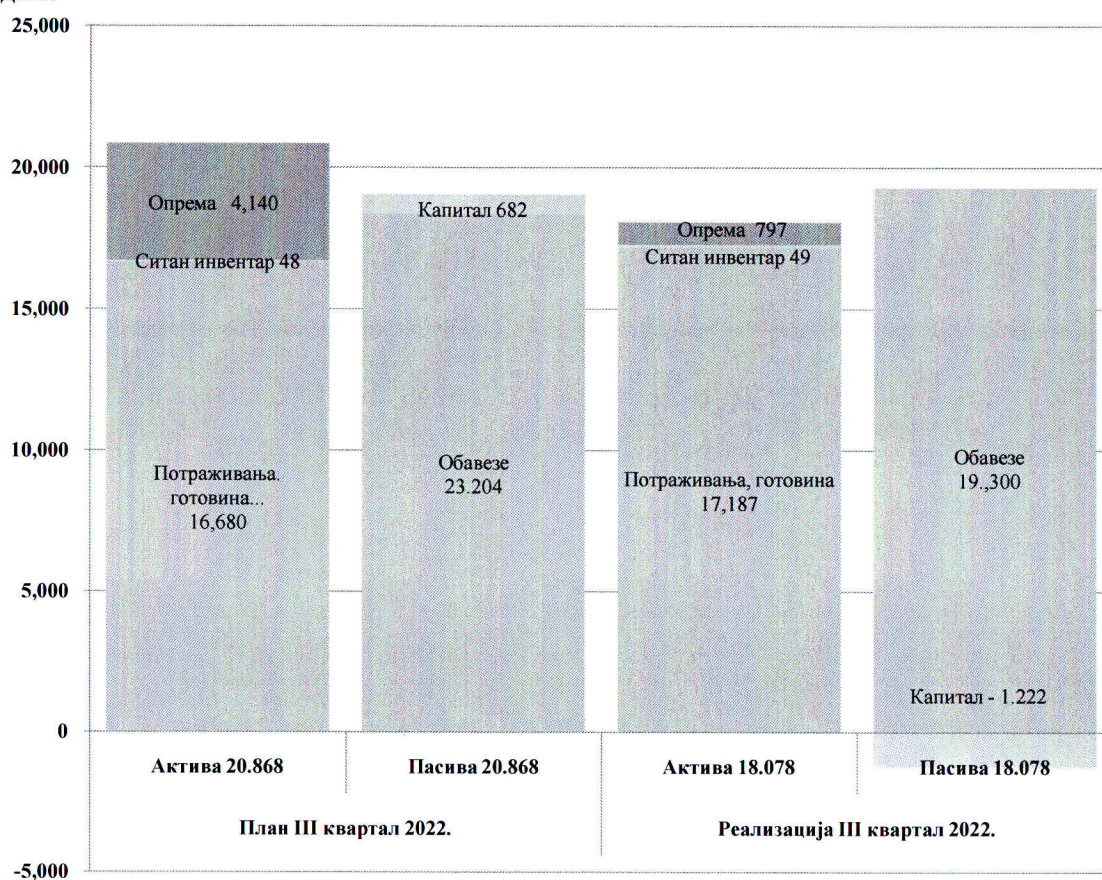 25,000
20,000
15,000
10,000
5,000
0
-5,000
Опрема 4,140
Ситан инвентар 48
Потраживања.
готовина...
16,680
Капитал 682
Обавезе
23.204
Опрема 797
Ситан инвентар 49
Потраживања, готовина
17,187
Обавезе
19.,300
Капитал - 1.222
Актива 20.868
Пасива 20.868
Актива 18.078
Пасива 18.078
План III квартал 2022.
Реализација III квартал 2022.